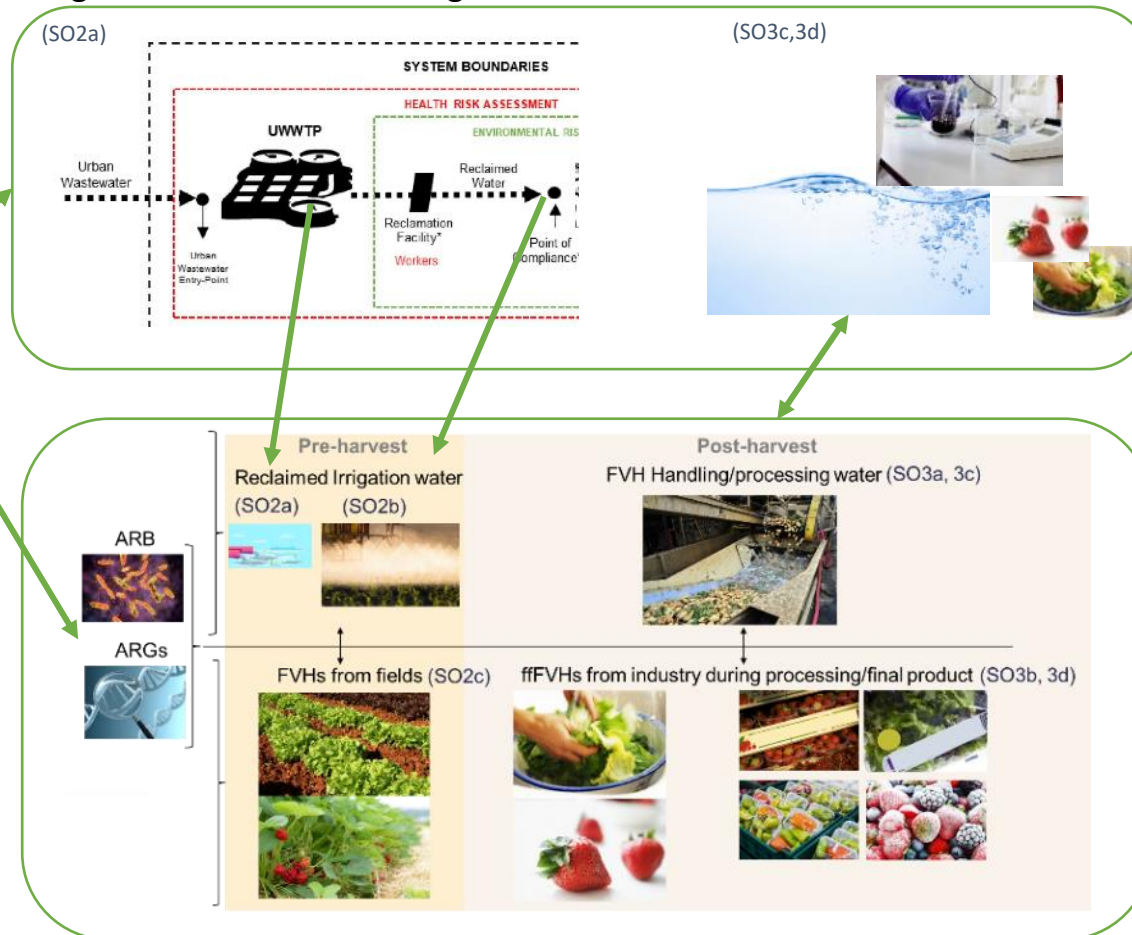 (SO2a)
(SO3c,3d)
SYSTEM BOUNDARIES
HEALTH RISK ASSESSMENT
UWWTP
ENVIRONMENTAL RIS
Urban
Wastewater
Reclaimed
Water
Urban
Wastewater
Entry-Point
Reclamation
Facility*
Workers
Point of
Compliance
Pre-harvest
Post-harvest
Reclaimed Irrigation water
(SO2a)
(SO2b)
FVH Handling/processing water (SO3a, 3c)
ARB
ARGs
FVHs from fields (SO2c)
ffFVHs from industry during processing/final product (SO3b, 3d)